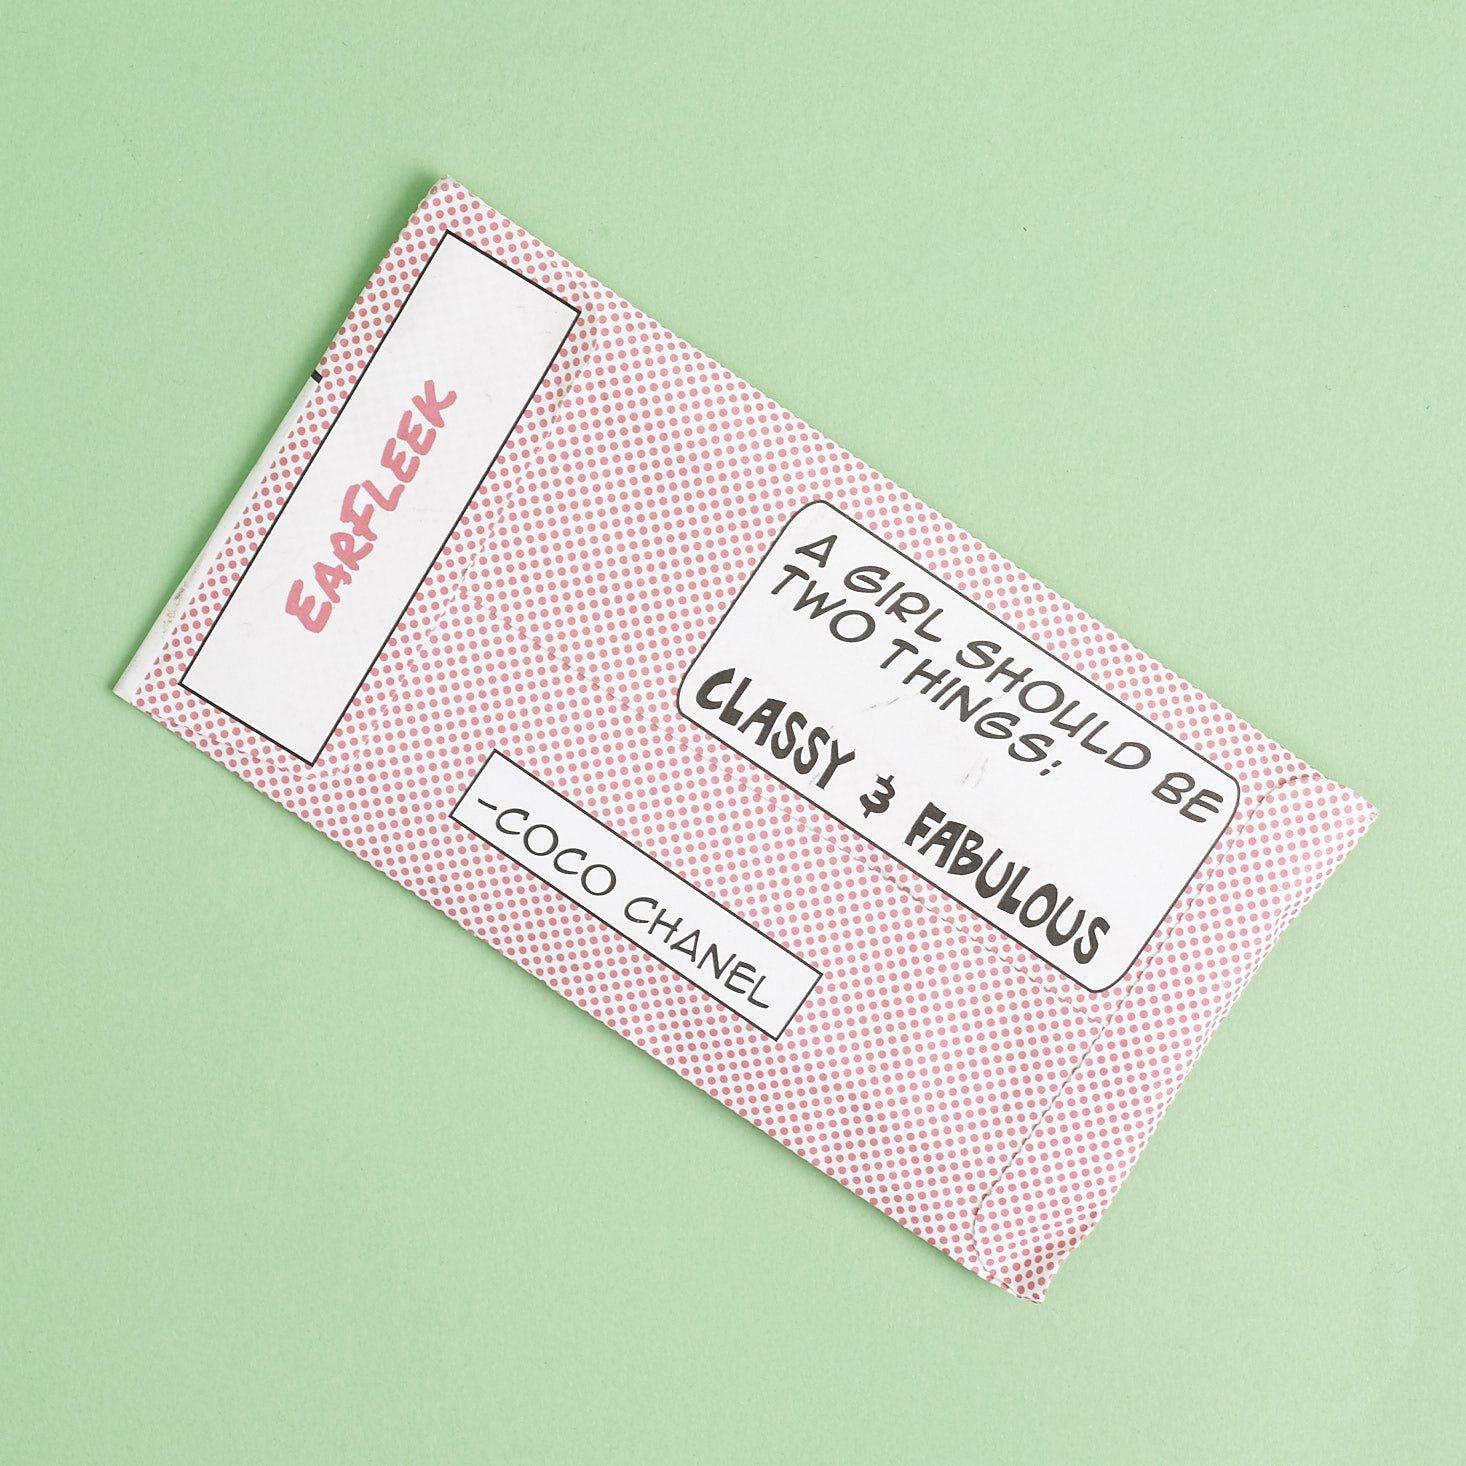 EARFLEEK
A GIRL SHOULD BE
TWO THINGS:
CLASSY & FABULOUS
-COCO CHANEL